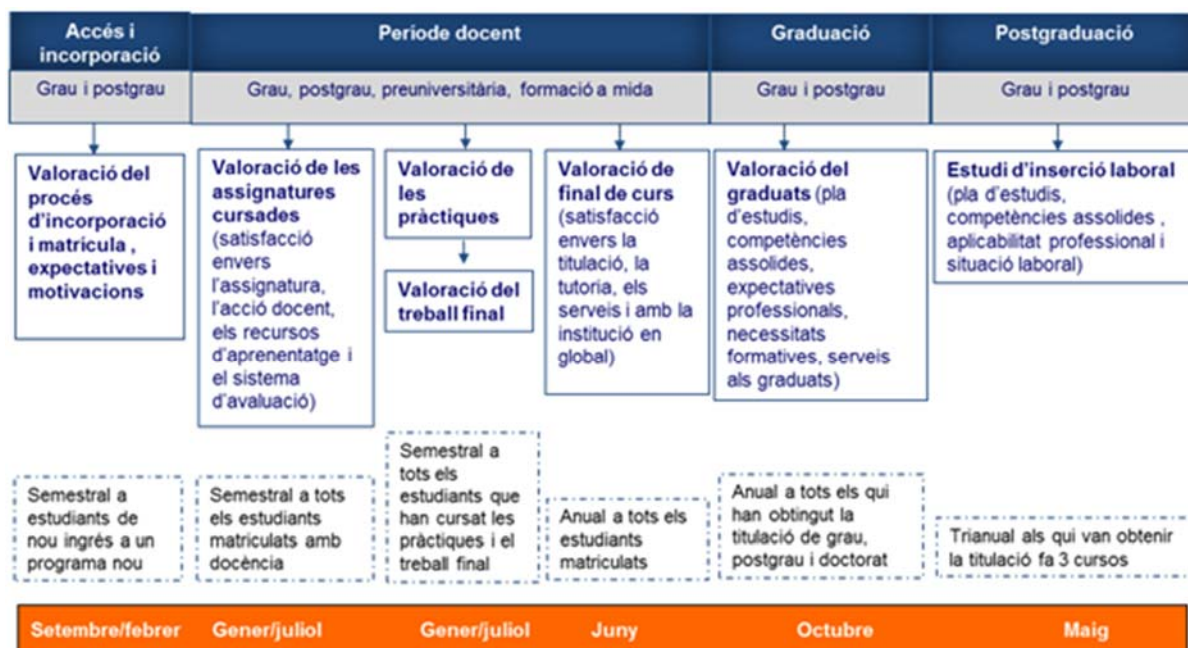 Accés i
incorporació
Període docent
Graduació
Postgraduació
Grau i postgrau
Grau, postgrau, preuniversitària, formació a mida
Grau i postgrau
Grau i postgrau
Valoració del
procés
d'incorporació
i matrícula ,
expectatives i
motivacions
Valoració de les
assignatures
cursades
(satisfacció
envers
l'assignatura,
l'acció docent,
els recursos
d'aprenentatge i
el sistema
d'avaluació)
Valoració de
les
pràctiques
Valoració del
treball final
Valoració de
final de curs
(satisfacció
envers la
titulació, la
tutoria, els
serveis i amb la
institució en
global)
Valoració del
graduats (pla
d'estudis,
competències
assolides,
expectatives
professionals,
necessitats
formatives, serveis
als graduats)
Estudi d'inserció laboral
(pla d'estudis,
competències assolides ,
aplicabilitat professional i
situació laboral)
Semestral a
estudiants de
nou ingrés a un
programa nou
Semestral a tots
els estudiants
matriculats amb
docència
Semestral a
tots els
estudiants que
han cursat les
pràctiques i el
treball final
Anual a tots els
estudiants
matriculats
Anual a tots els qui
han obtingut la
titulació de grau,
postgrau i doctorat
Trianual als qui van obtenir
la titulació fa 3 cursos
Setembre/febrer
Gener/juliol
Gener/juliol
Juny
Octubre
Maig